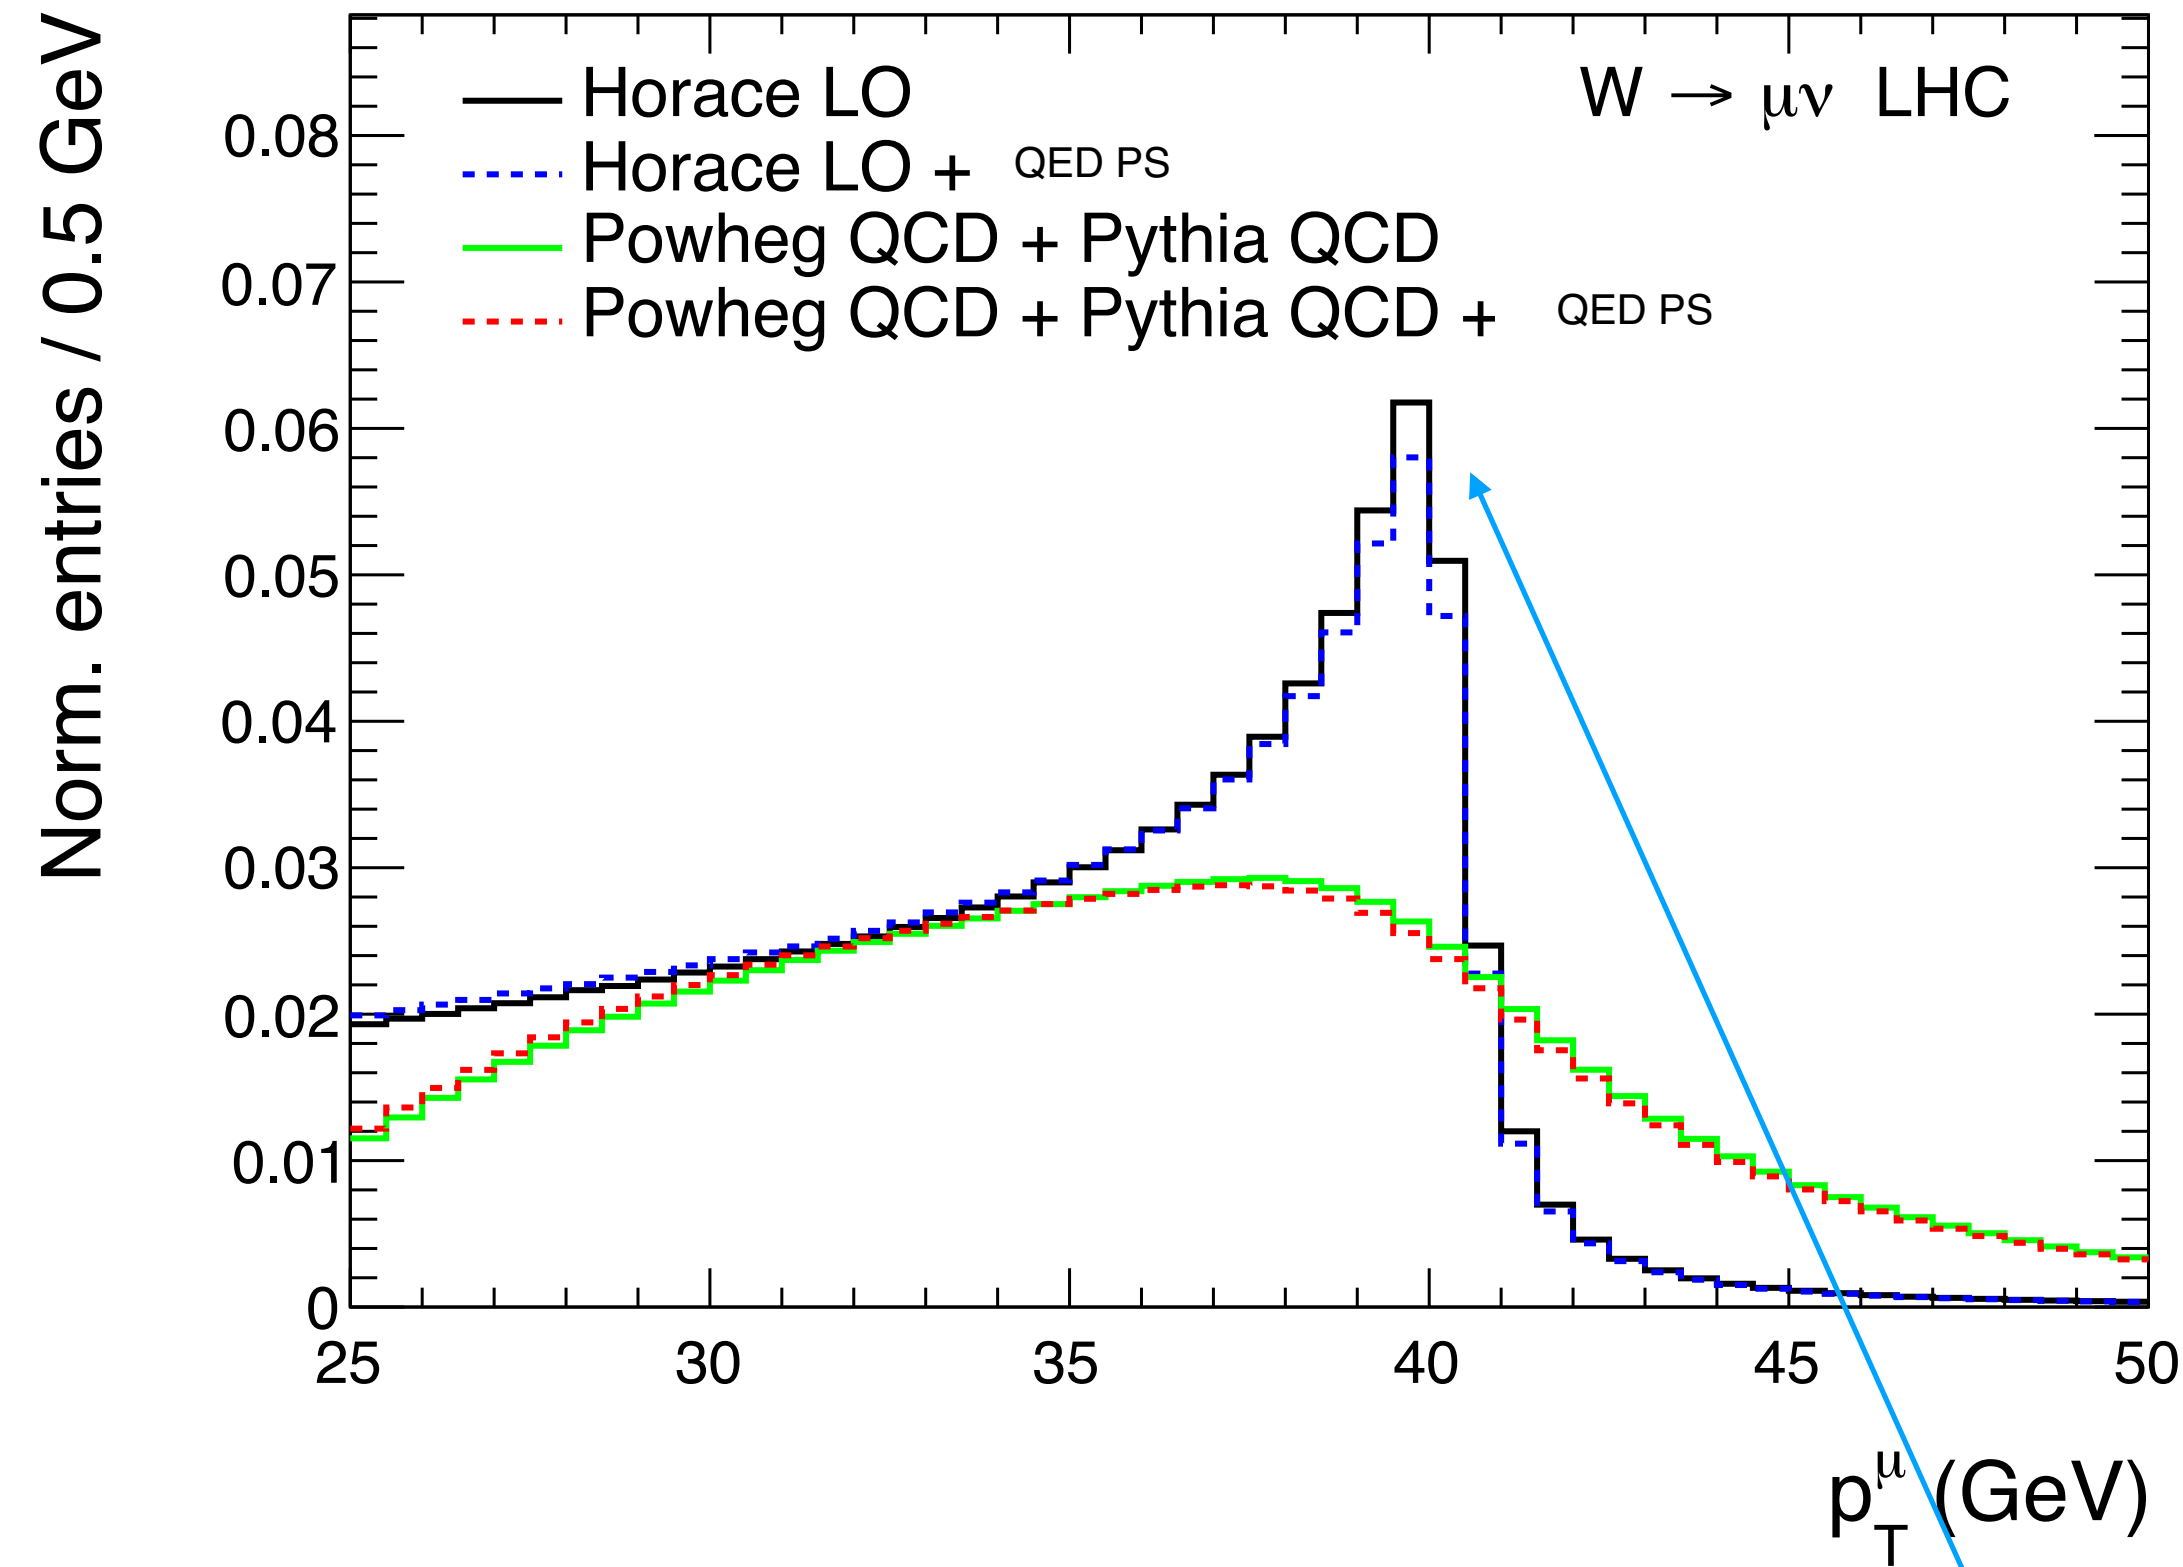 Norm. entries / 0.5 GeV
Horace LO
Horace LO + QED PS
Powheg QCD + Pythia QCD
Powheg QCD + Pythia QCD + QED PS
W → μν LHC
0.08
0.07
0.06
0.05
0.04
0.03
0.02
0.01
0
25 30 35 40 45 50
p_T^μ (GeV)